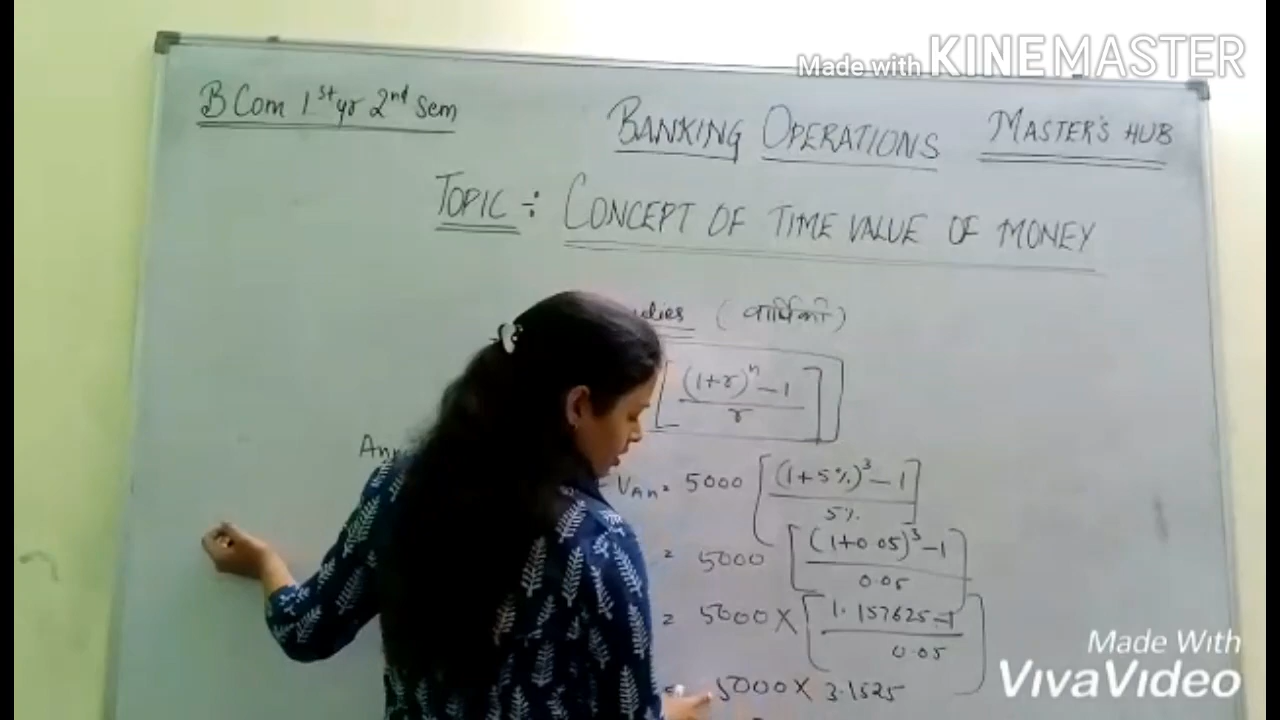 Made with KINEMASTER
B Com 1st yr 2nd Sem
BANKING OPERATIONS MASTER'S HUB
TOPIC ÷ CONCEPT OF TIME VALUE OF MONEY
(वार्षिकी)
[(1+r)^n - 1 / r]
VAn = 5000 [(1+5%)^3 - 1 / 5%]
= 5000 [(1+0.05)^3 - 1 / 0.05]
= 5000 X [1.157625-1 / 0.05]
= 5000 X 3.1525
Made With
VivaVideo